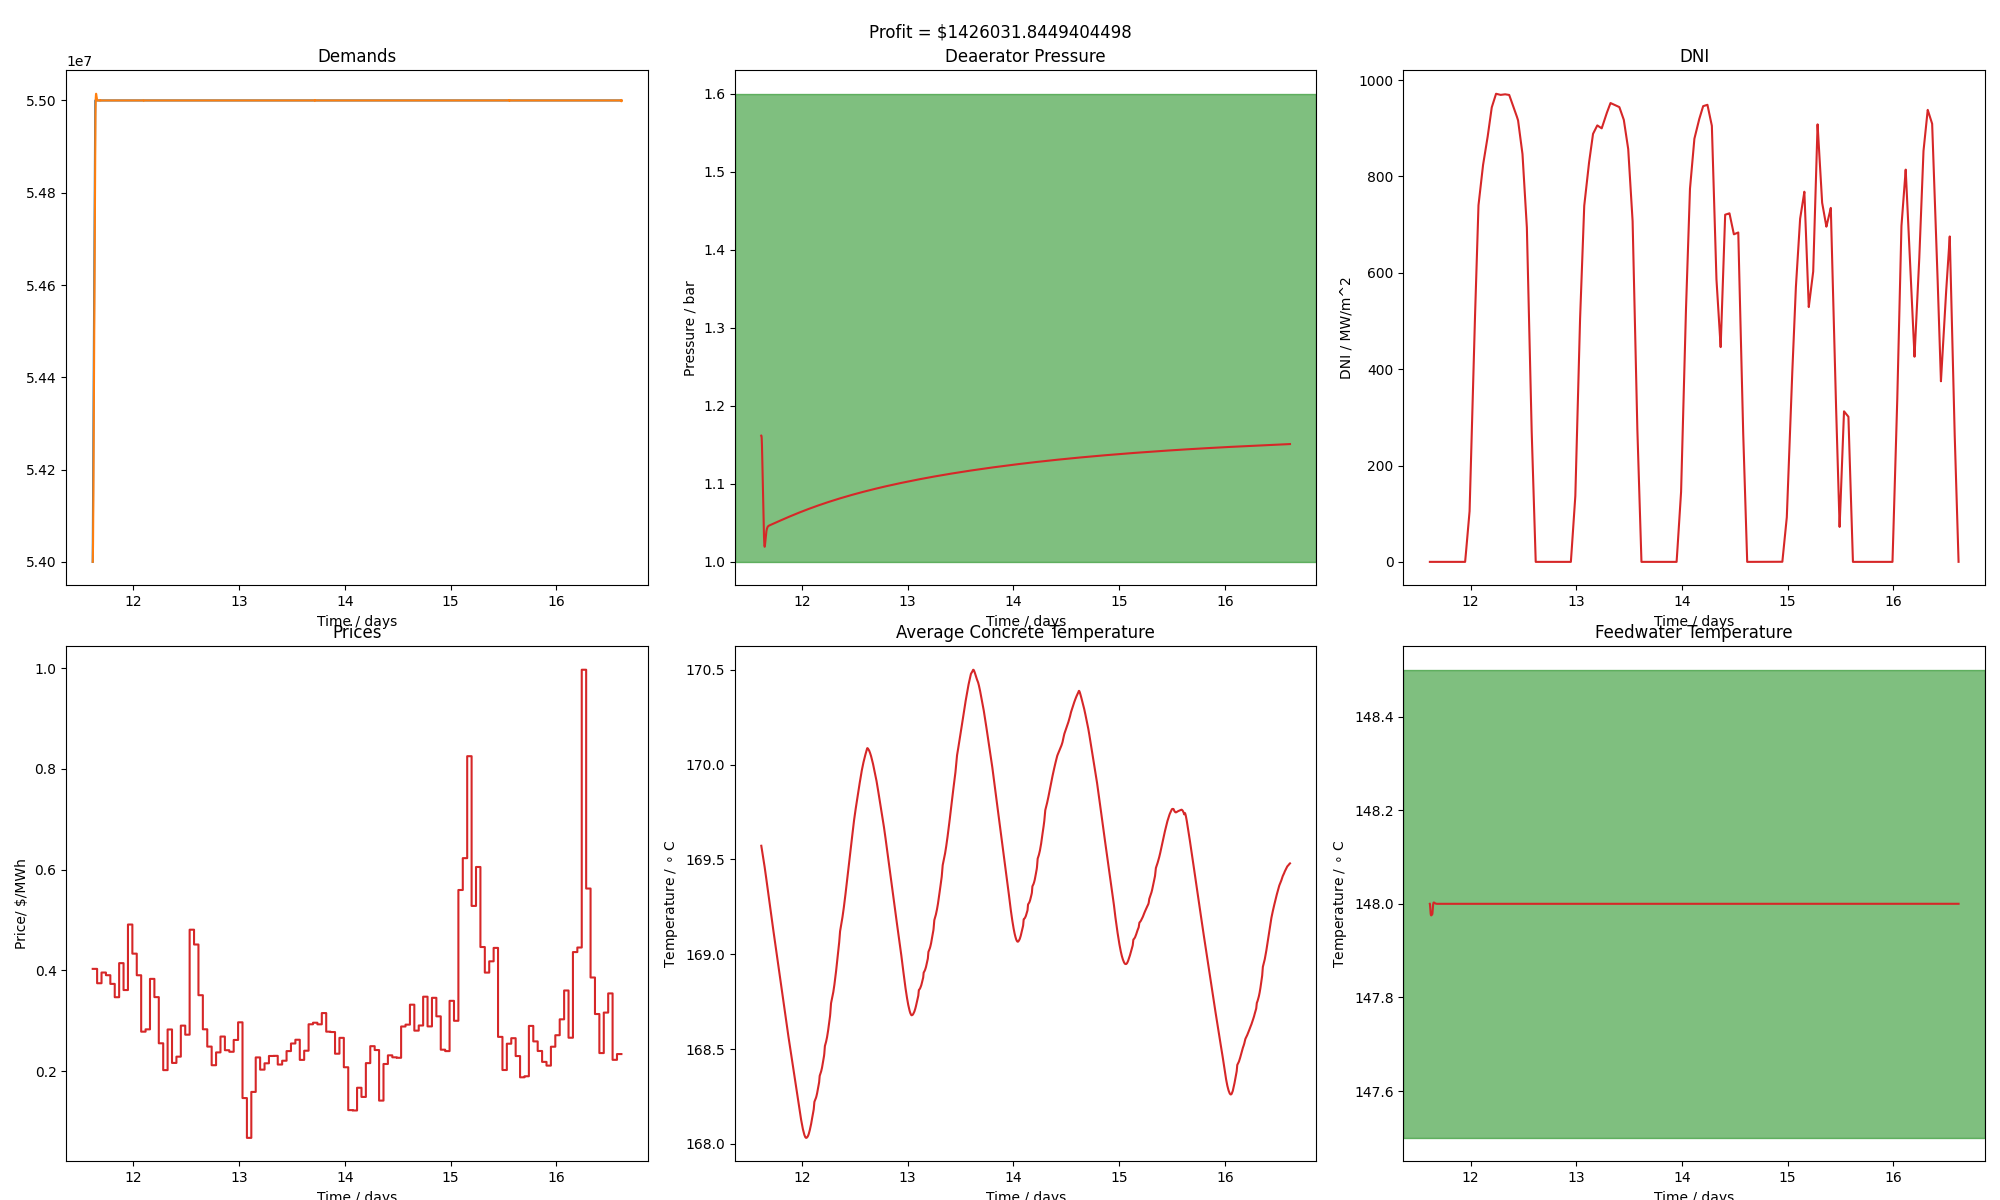 Profit = $1426031.8449404498
Demands
1e7
5.50
5.48
5.46
5.44
5.42
5.40
12 13 14 15 16
Time / days
Deaerator Pressure
Pressure / bar
1.6
1.5
1.4
1.3
1.2
1.1
1.0
12 13 14 15 16
Time / days
DNI
DNI / MW/m^2
1000
800
600
400
200
0
12 13 14 15 16
Time / days
Prices
Price/ $/MWh
1.0
0.8
0.6
0.4
0.2
12 13 14 15 16
Time / days
Average Concrete Temperature
Temperature / ∘ C
170.5
170.0
169.5
169.0
168.5
168.0
12 13 14 15 16
Time / days
Feedwater Temperature
Temperature / ∘ C
148.4
148.2
148.0
147.8
147.6
12 13 14 15 16
Time / days